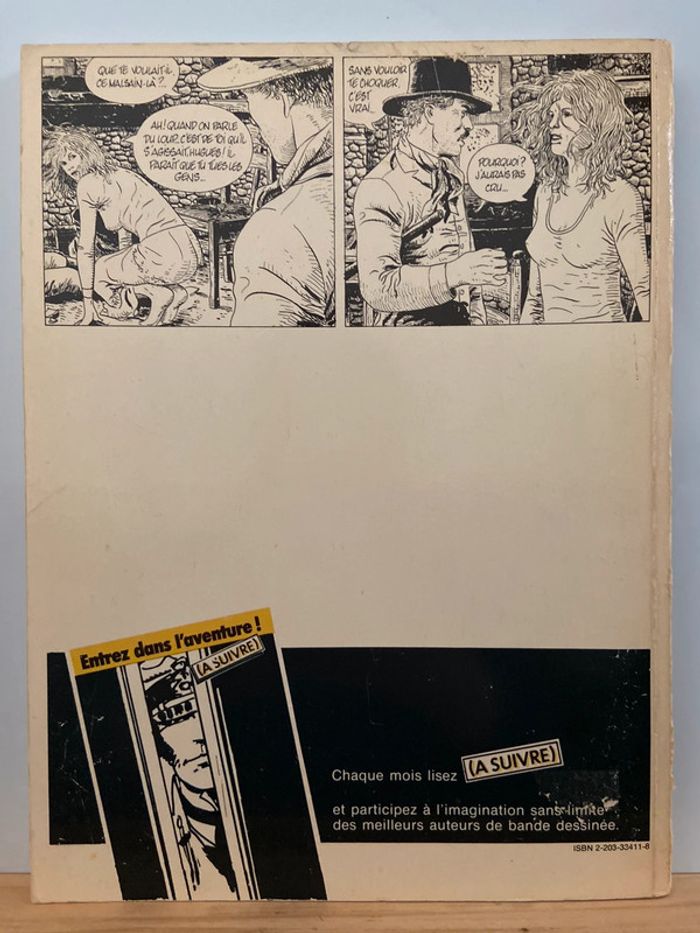 QUE TE VOULAIT-IL,
CE MALSAIN-LÀ ?..
AH! QUAND ON PARLE
DU LOUP, C'EST DE TOI QU'IL
S'AGISSAIT, HUGUES! IL
PARAÎT QUE TU TUES LES
GENS...
SANS VOULOIR
TE CHOQUER,
C'EST
VRAI...
POURQUOI?
J'AURAIS PAS
CRU...
Entrez dans l'aventure !
(A SUIVRE)
Chaque mois lisez (A SUIVRE)
et participez à l'imagination sans limite
des meilleurs auteurs de bande dessinée.
ISBN 2-203-33411-8